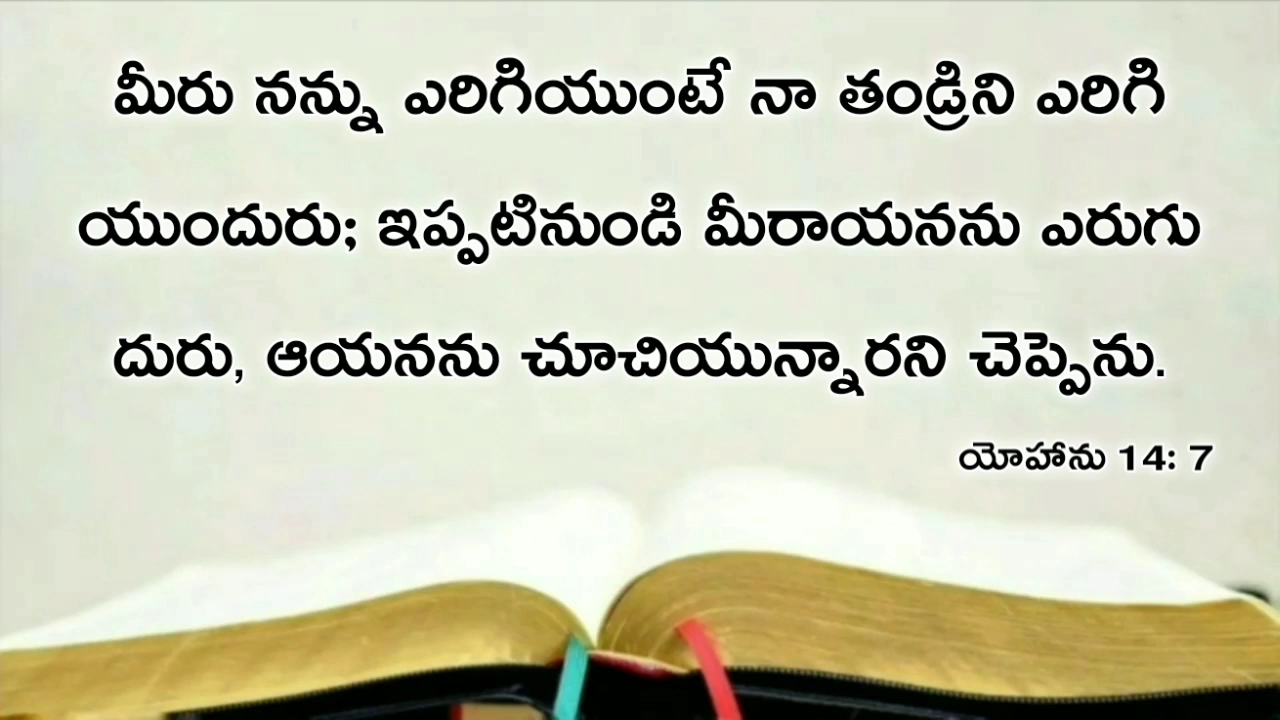 మీరు నన్ను ఎరిగియుంటే నా తండ్రిని ఎరిగి
యుందురు; ఇప్పటినుండి మీరాయనను ఎరుగు
దురు, ఆయనను చూచియున్నారని చెప్పెను.
యోహాను 14: 7